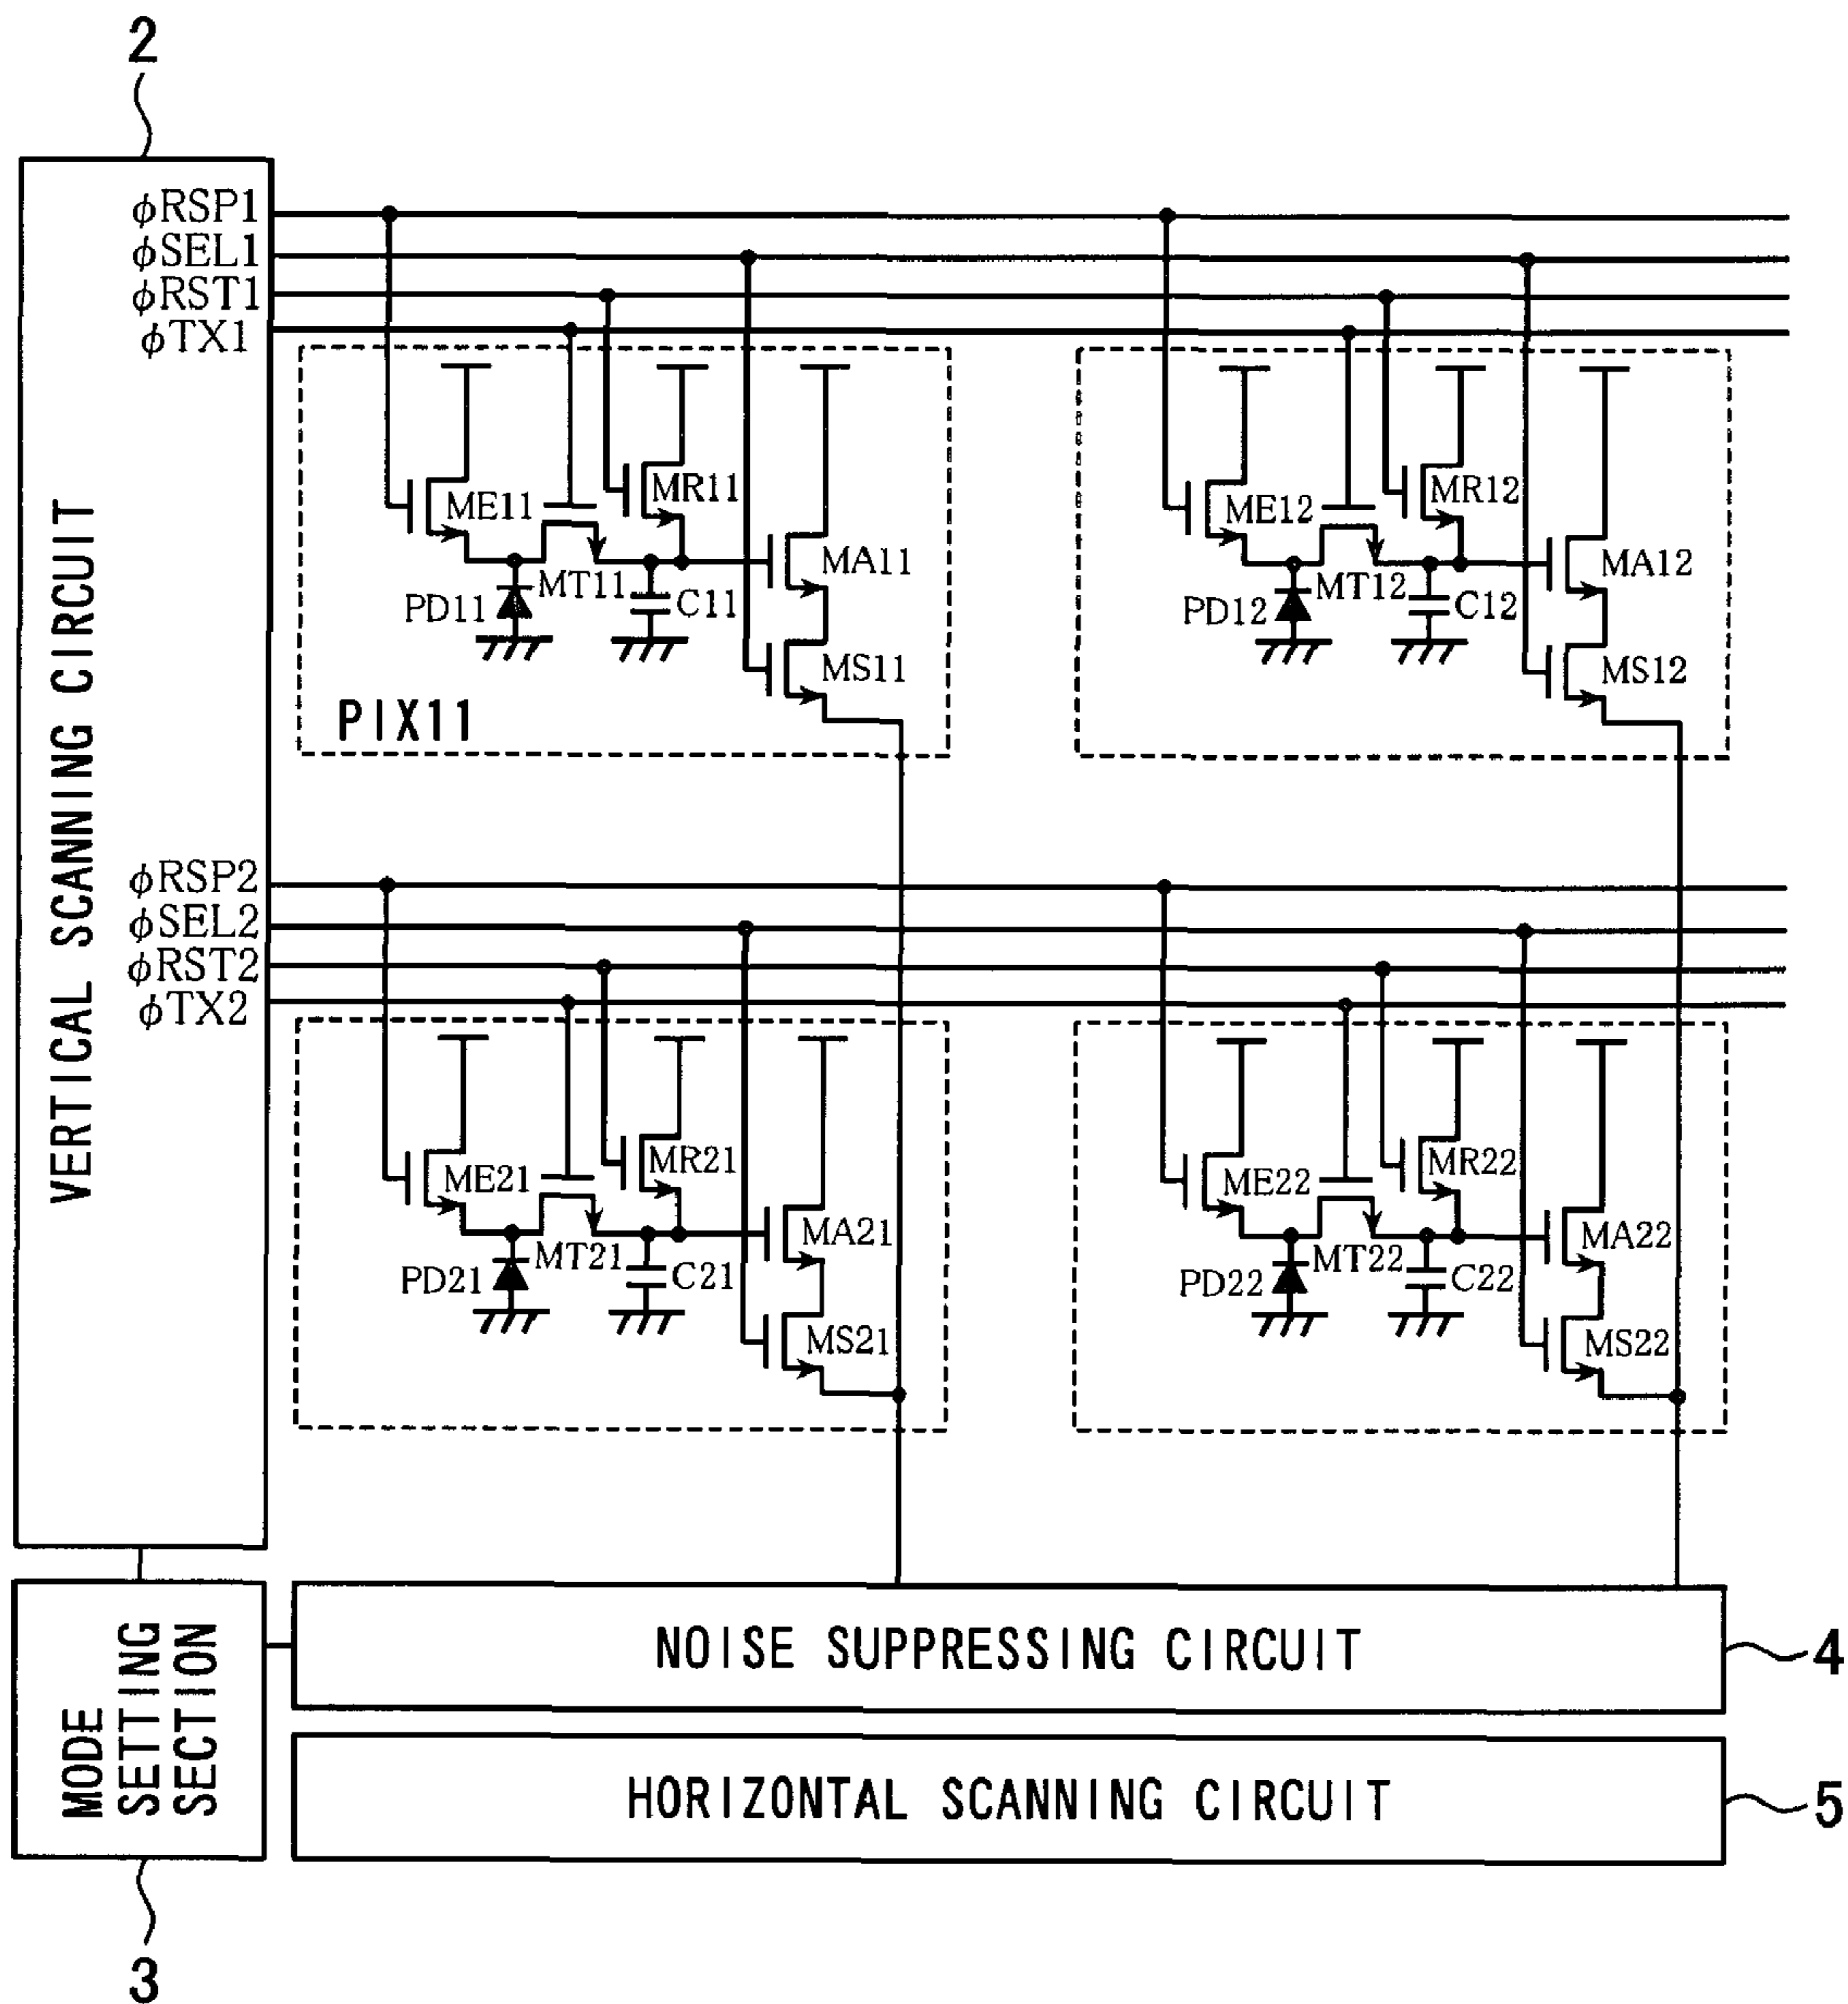 2
VERTICAL SCANNING CIRCUIT
ϕRSP1
ϕSEL1
ϕRST1
ϕTX1
ME11
MR11
MT11
PD11
C11
MA11
MS11
PIX11
ME12
MR12
MT12
PD12
C12
MA12
MS12
ϕRSP2
ϕSEL2
ϕRST2
ϕTX2
ME21
MR21
MT21
PD21
C21
MA21
MS21
ME22
MR22
MT22
PD22
C22
MA22
MS22
MODE
SETTING
SECTION
3
NOISE SUPPRESSING CIRCUIT
4
HORIZONTAL SCANNING CIRCUIT
5